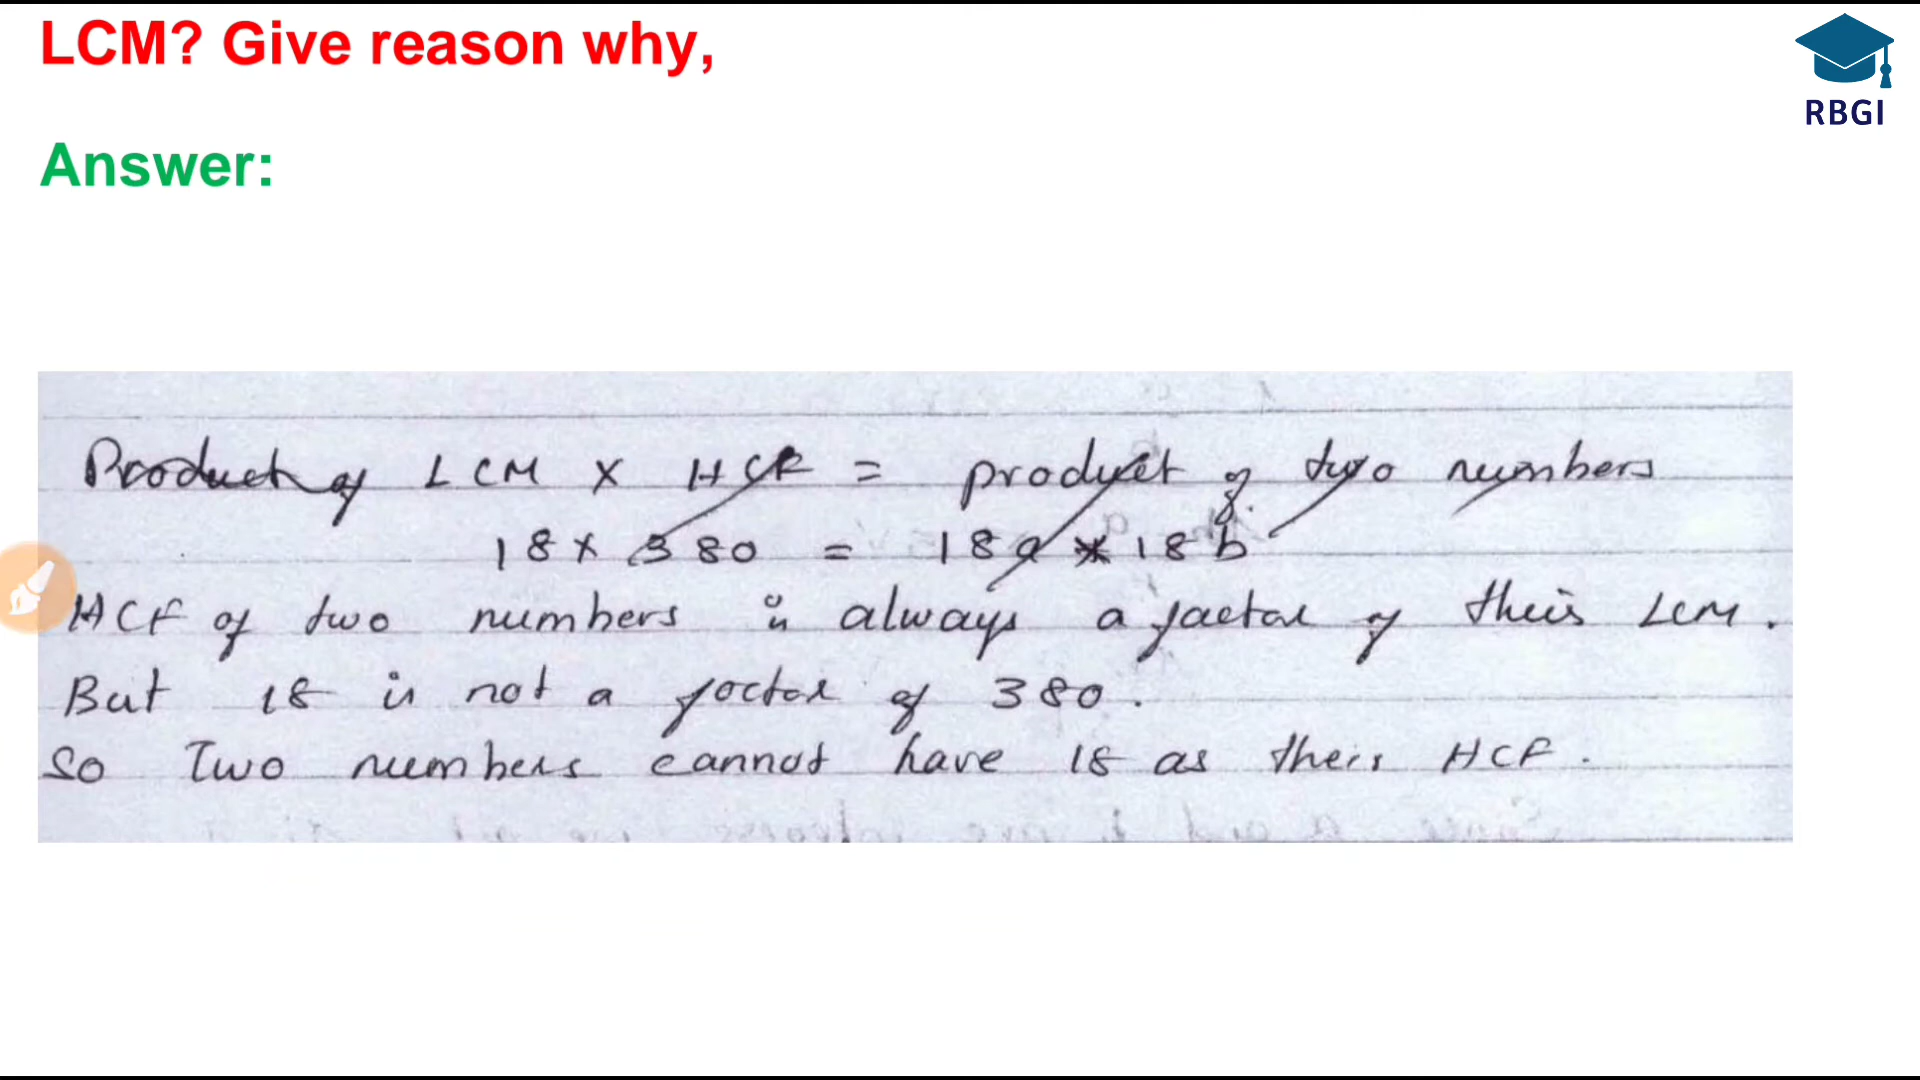 LCM? Give reason why,
RBGI
Answer:
Product of LCM X HCF = product of two numbers
18 x 380 = 18a * 18b
HCF of two numbers is always a factor of their LCM.
But 18 is not a factor of 380.
So Two numbers cannot have 18 as their HCF.